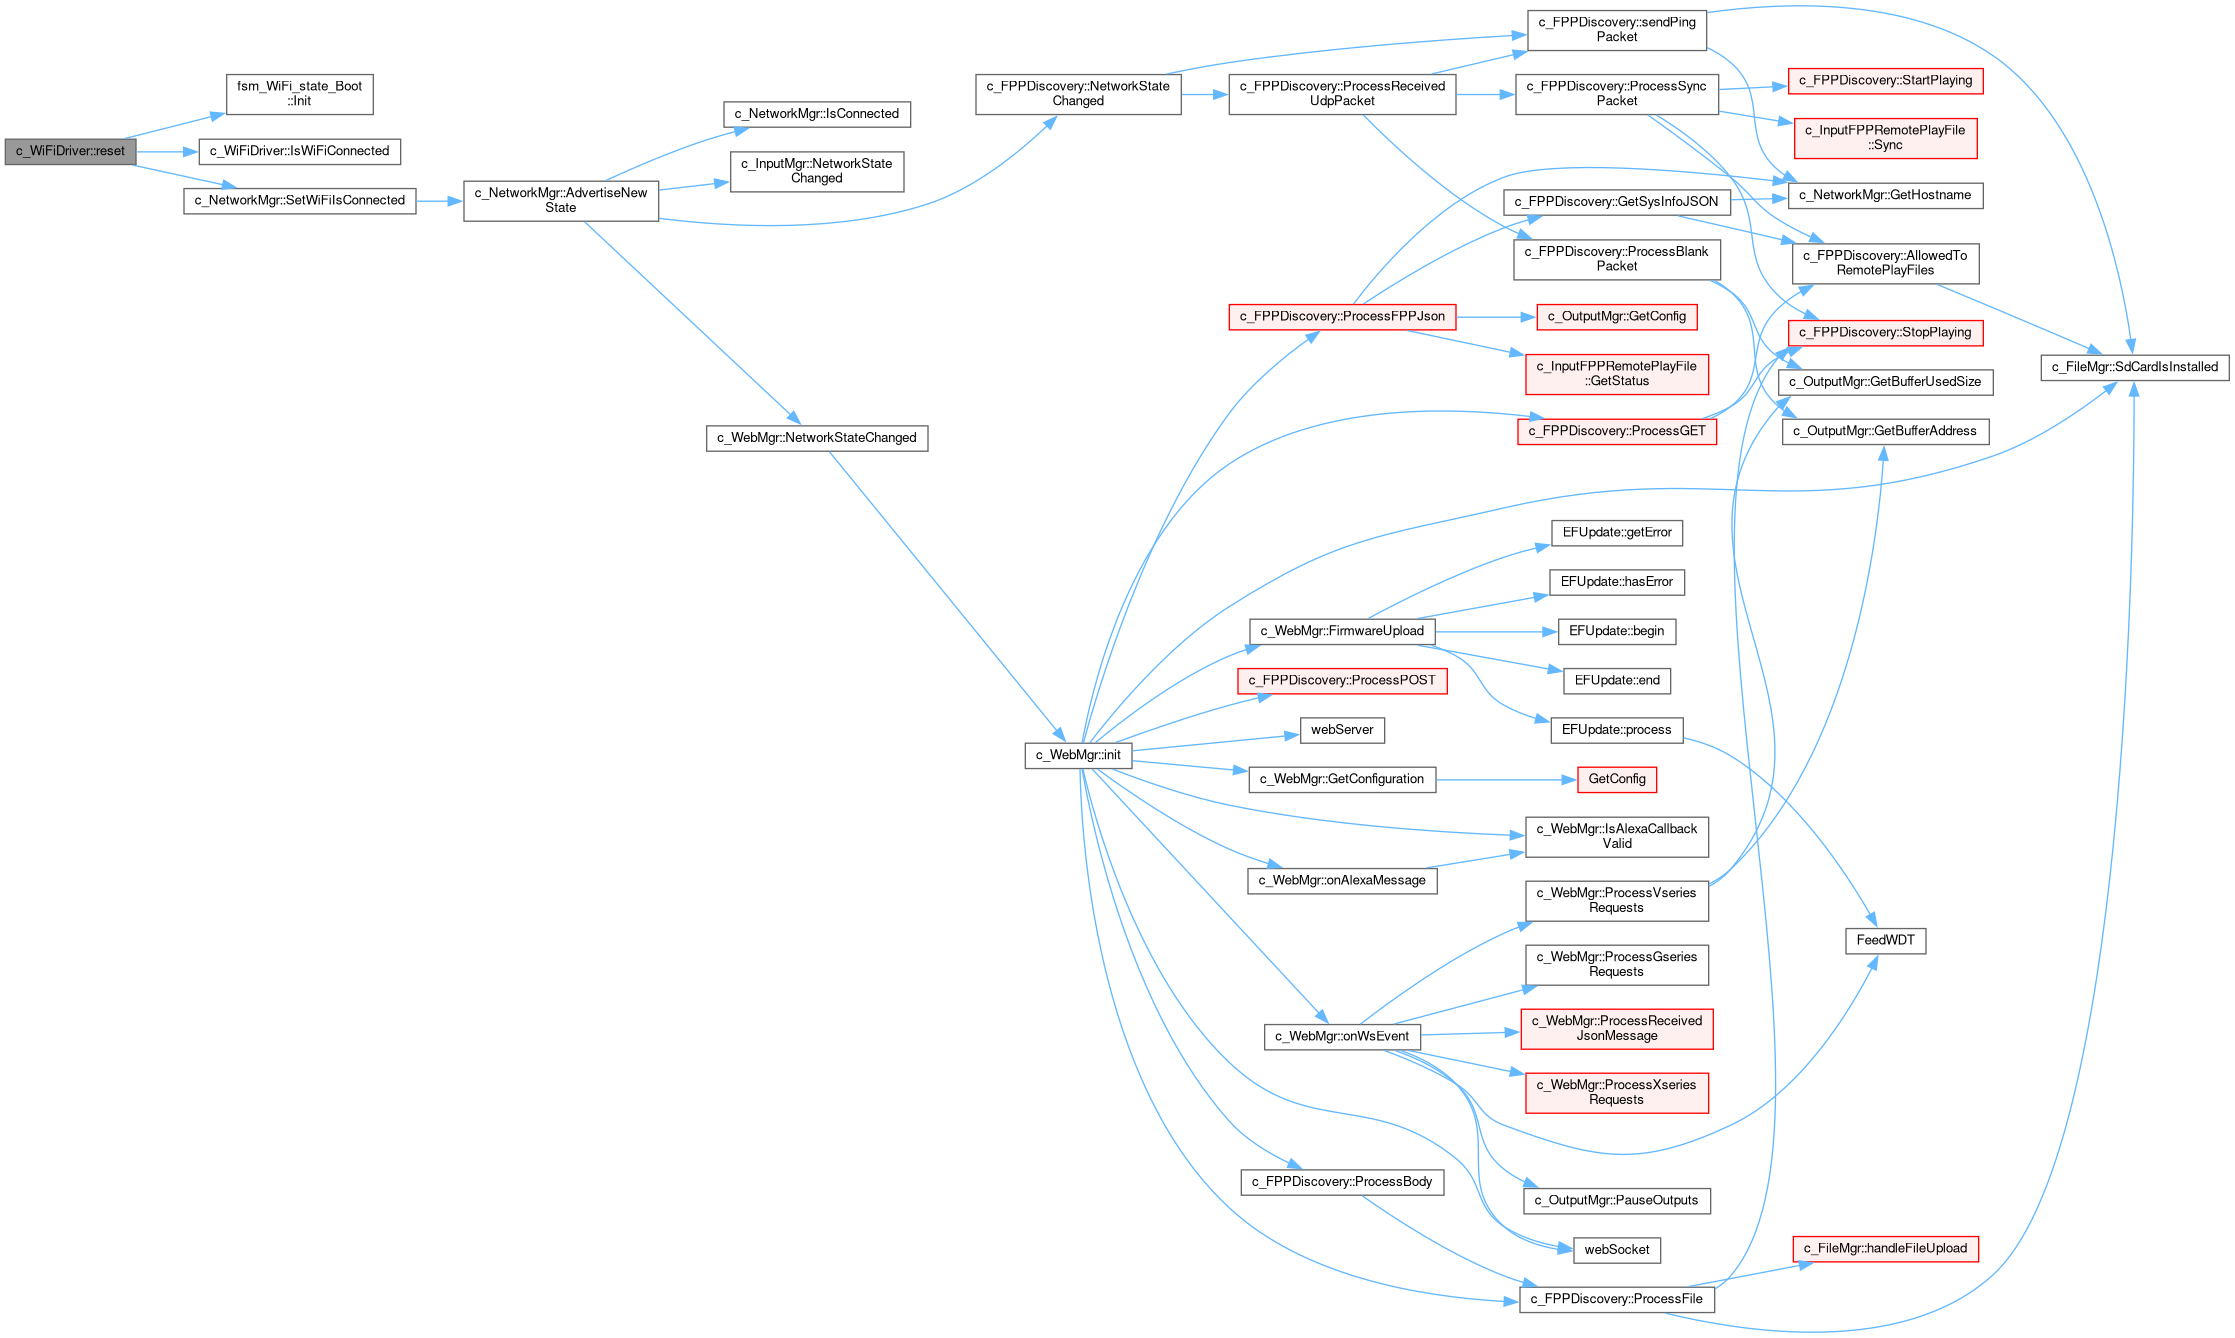 c_WiFiDriver::reset
fsm_WiFi_state_Boot
::Init
c_WiFiDriver::IsWiFiConnected
c_NetworkMgr::SetWiFiIsConnected
c_NetworkMgr::AdvertiseNew
State
c_NetworkMgr::IsConnected
c_InputMgr::NetworkState
Changed
c_WebMgr::NetworkStateChanged
c_FPPDiscovery::NetworkState
Changed
c_WebMgr::init
c_FPPDiscovery::ProcessReceived
UdpPacket
c_FPPDiscovery::ProcessFPPJson
c_WebMgr::FirmwareUpload
c_FPPDiscovery::ProcessPOST
webServer
c_WebMgr::GetConfiguration
c_WebMgr::onAlexaMessage
c_WebMgr::onWsEvent
c_FPPDiscovery::ProcessBody
c_FPPDiscovery::sendPing
Packet
c_FPPDiscovery::ProcessSync
Packet
c_FPPDiscovery::GetSysInfoJSON
c_FPPDiscovery::ProcessBlank
Packet
c_OutputMgr::GetConfig
c_InputFPPRemotePlayFile
::GetStatus
c_FPPDiscovery::ProcessGET
EFUpdate::getError
EFUpdate::hasError
EFUpdate::begin
EFUpdate::end
EFUpdate::process
GetConfig
c_WebMgr::IsAlexaCallback
Valid
c_WebMgr::ProcessVseries
Requests
c_WebMgr::ProcessGseries
Requests
c_WebMgr::ProcessReceived
JsonMessage
c_WebMgr::ProcessXseries
Requests
c_OutputMgr::PauseOutputs
webSocket
c_FPPDiscovery::ProcessFile
c_FPPDiscovery::StartPlaying
c_InputFPPRemotePlayFile
::Sync
c_NetworkMgr::GetHostname
c_FPPDiscovery::AllowedTo
RemotePlayFiles
c_FPPDiscovery::StopPlaying
c_OutputMgr::GetBufferUsedSize
c_OutputMgr::GetBufferAddress
FeedWDT
c_FileMgr::handleFileUpload
c_FileMgr::SdCardIsInstalled